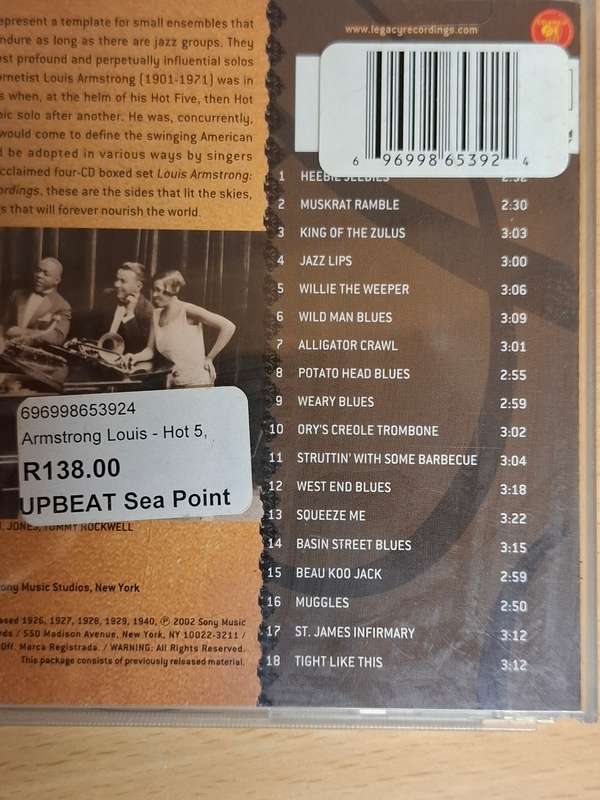 epresent a template for small ensembles that
ndure as long as there are jazz groups. They
st profound and perpetually influential solos
ornetist Louis Armstrong (1901-1971) was in
s when, at the helm of his Hot Five, then Hot
ic solo after another. He was, concurrently,
would come to define the swinging American
d be adopted in various ways by singers
cclaimed four-CD boxed set Louis Armstrong:
ordings, these are the sides that lit the skies,
s that will forever nourish the world.
696998653924
Armstrong Louis - Hot 5,
R138.00
UPBEAT Sea Point
. JONES, TOMMY ROCKWELL
ony Music Studios, New York
ased 1926, 1927, 1928, 1929, 1940, ℗ 2002 Sony Music
rds / 550 Madison Avenue, New York, NY 10022-3211 /
Off. Marca Registrada. / WARNING: All Rights Reserved.
This package consists of previously released material.
www.legacyrecordings.com
6 96998 65392 4
1 HEEBIE JEEBIES 2:52
2 MUSKRAT RAMBLE 2:30
3 KING OF THE ZULUS 3:03
4 JAZZ LIPS 3:00
5 WILLIE THE WEEPER 3:06
6 WILD MAN BLUES 3:09
7 ALLIGATOR CRAWL 3:01
8 POTATO HEAD BLUES 2:55
9 WEARY BLUES 2:59
10 ORY'S CREOLE TROMBONE 3:02
11 STRUTTIN' WITH SOME BARBECUE 3:04
12 WEST END BLUES 3:18
13 SQUEEZE ME 3:22
14 BASIN STREET BLUES 3:15
15 BEAU KOO JACK 2:59
16 MUGGLES 2:50
17 ST. JAMES INFIRMARY 3:12
18 TIGHT LIKE THIS 3:12